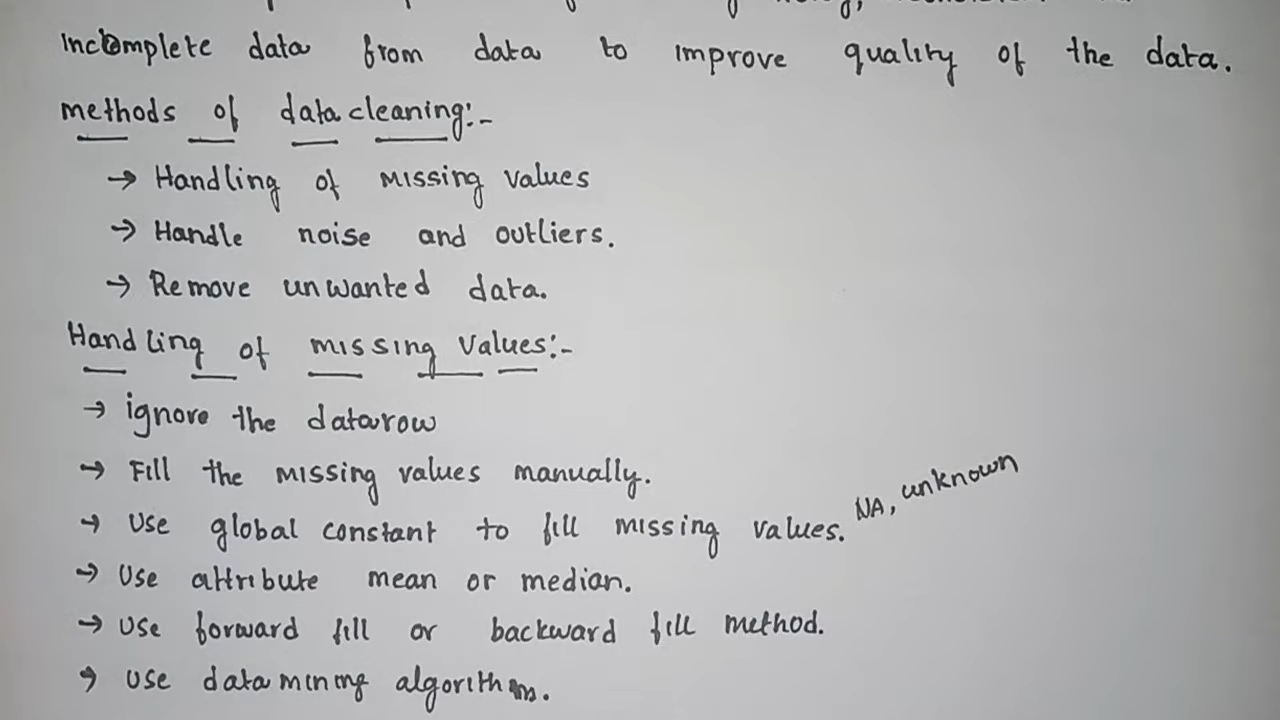 incomplete data from data to improve quality of the data.
methods of data cleaning:-
→ Handling of missing values
→ Handle noise and outliers.
→ Remove unwanted data.
Handling of missing values:-
→ ignore the datarow
→ Fill the missing values manually.
→ Use global constant to fill missing values. NA, unknown
→ Use attribute mean or median.
→ Use forward fill or backward fill method.
→ Use data mining algorithms.